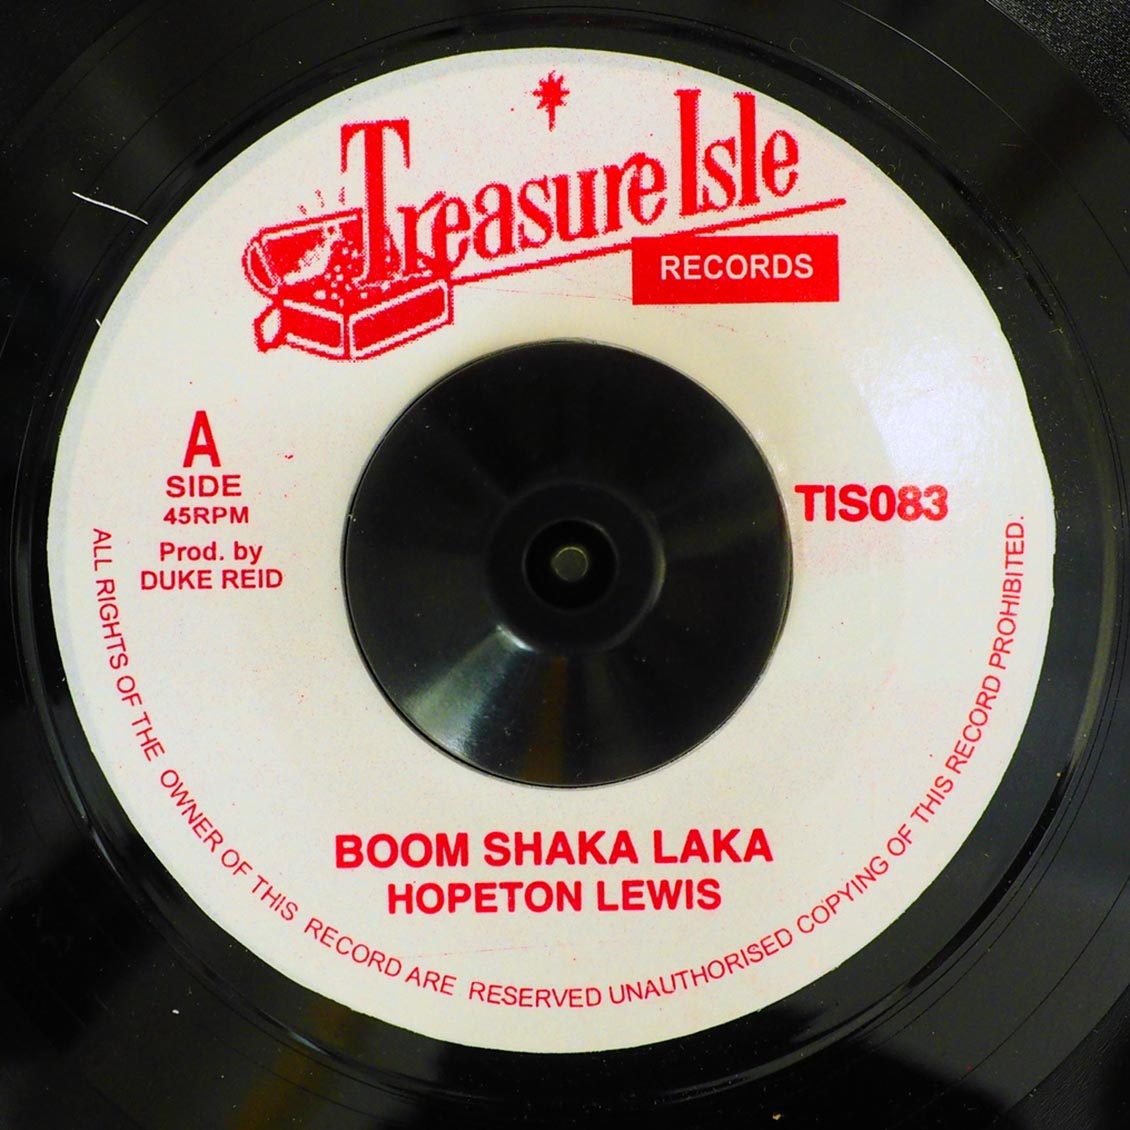 Treasure Isle
RECORDS
A
SIDE
45RPM
Prod. by
DUKE REID
TIS083
BOOM SHAKA LAKA
HOPETON LEWIS
ALL RIGHTS OF THE OWNER OF THIS RECORD ARE RESERVED UNAUTHORISED COPYING OF THIS RECORD PROHIBITED.